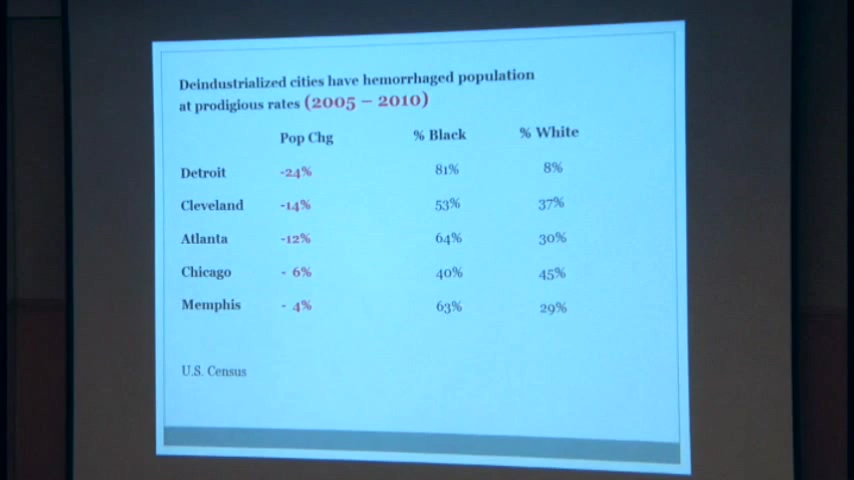 Deindustrialized cities have hemorrhaged population
at prodigious rates (2005 – 2010)
Pop Chg % Black % White
Detroit -24% 81% 8%
Cleveland -14% 53% 37%
Atlanta -12% 64% 30%
Chicago - 6% 40% 45%
Memphis - 4% 63% 29%
U.S. Census